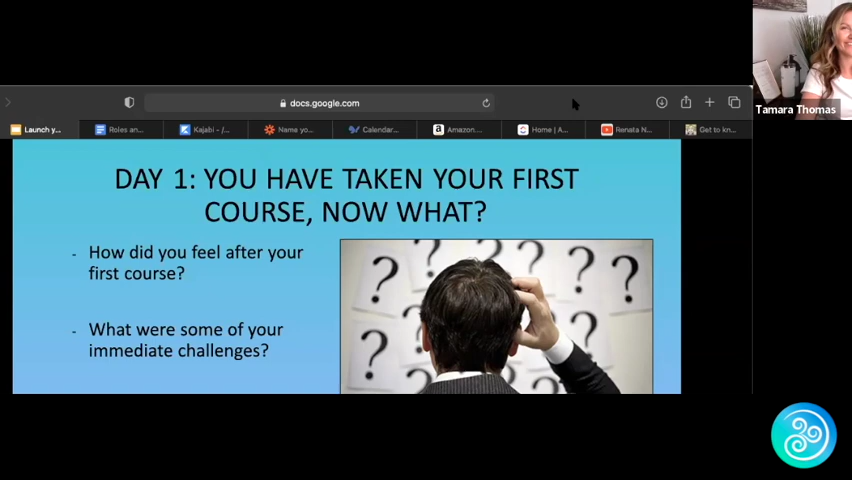 Tamara Thomas
docs.google.com
Launch y...
Roles an...
Kajabi - /...
Name yo...
Calendar...
Amazon....
Home | A...
Renata N...
Get to kn...
DAY 1: YOU HAVE TAKEN YOUR FIRST
COURSE, NOW WHAT?
- How did you feel after your
first course?
- What were some of your
immediate challenges?
? ? ? ? ? ? ?